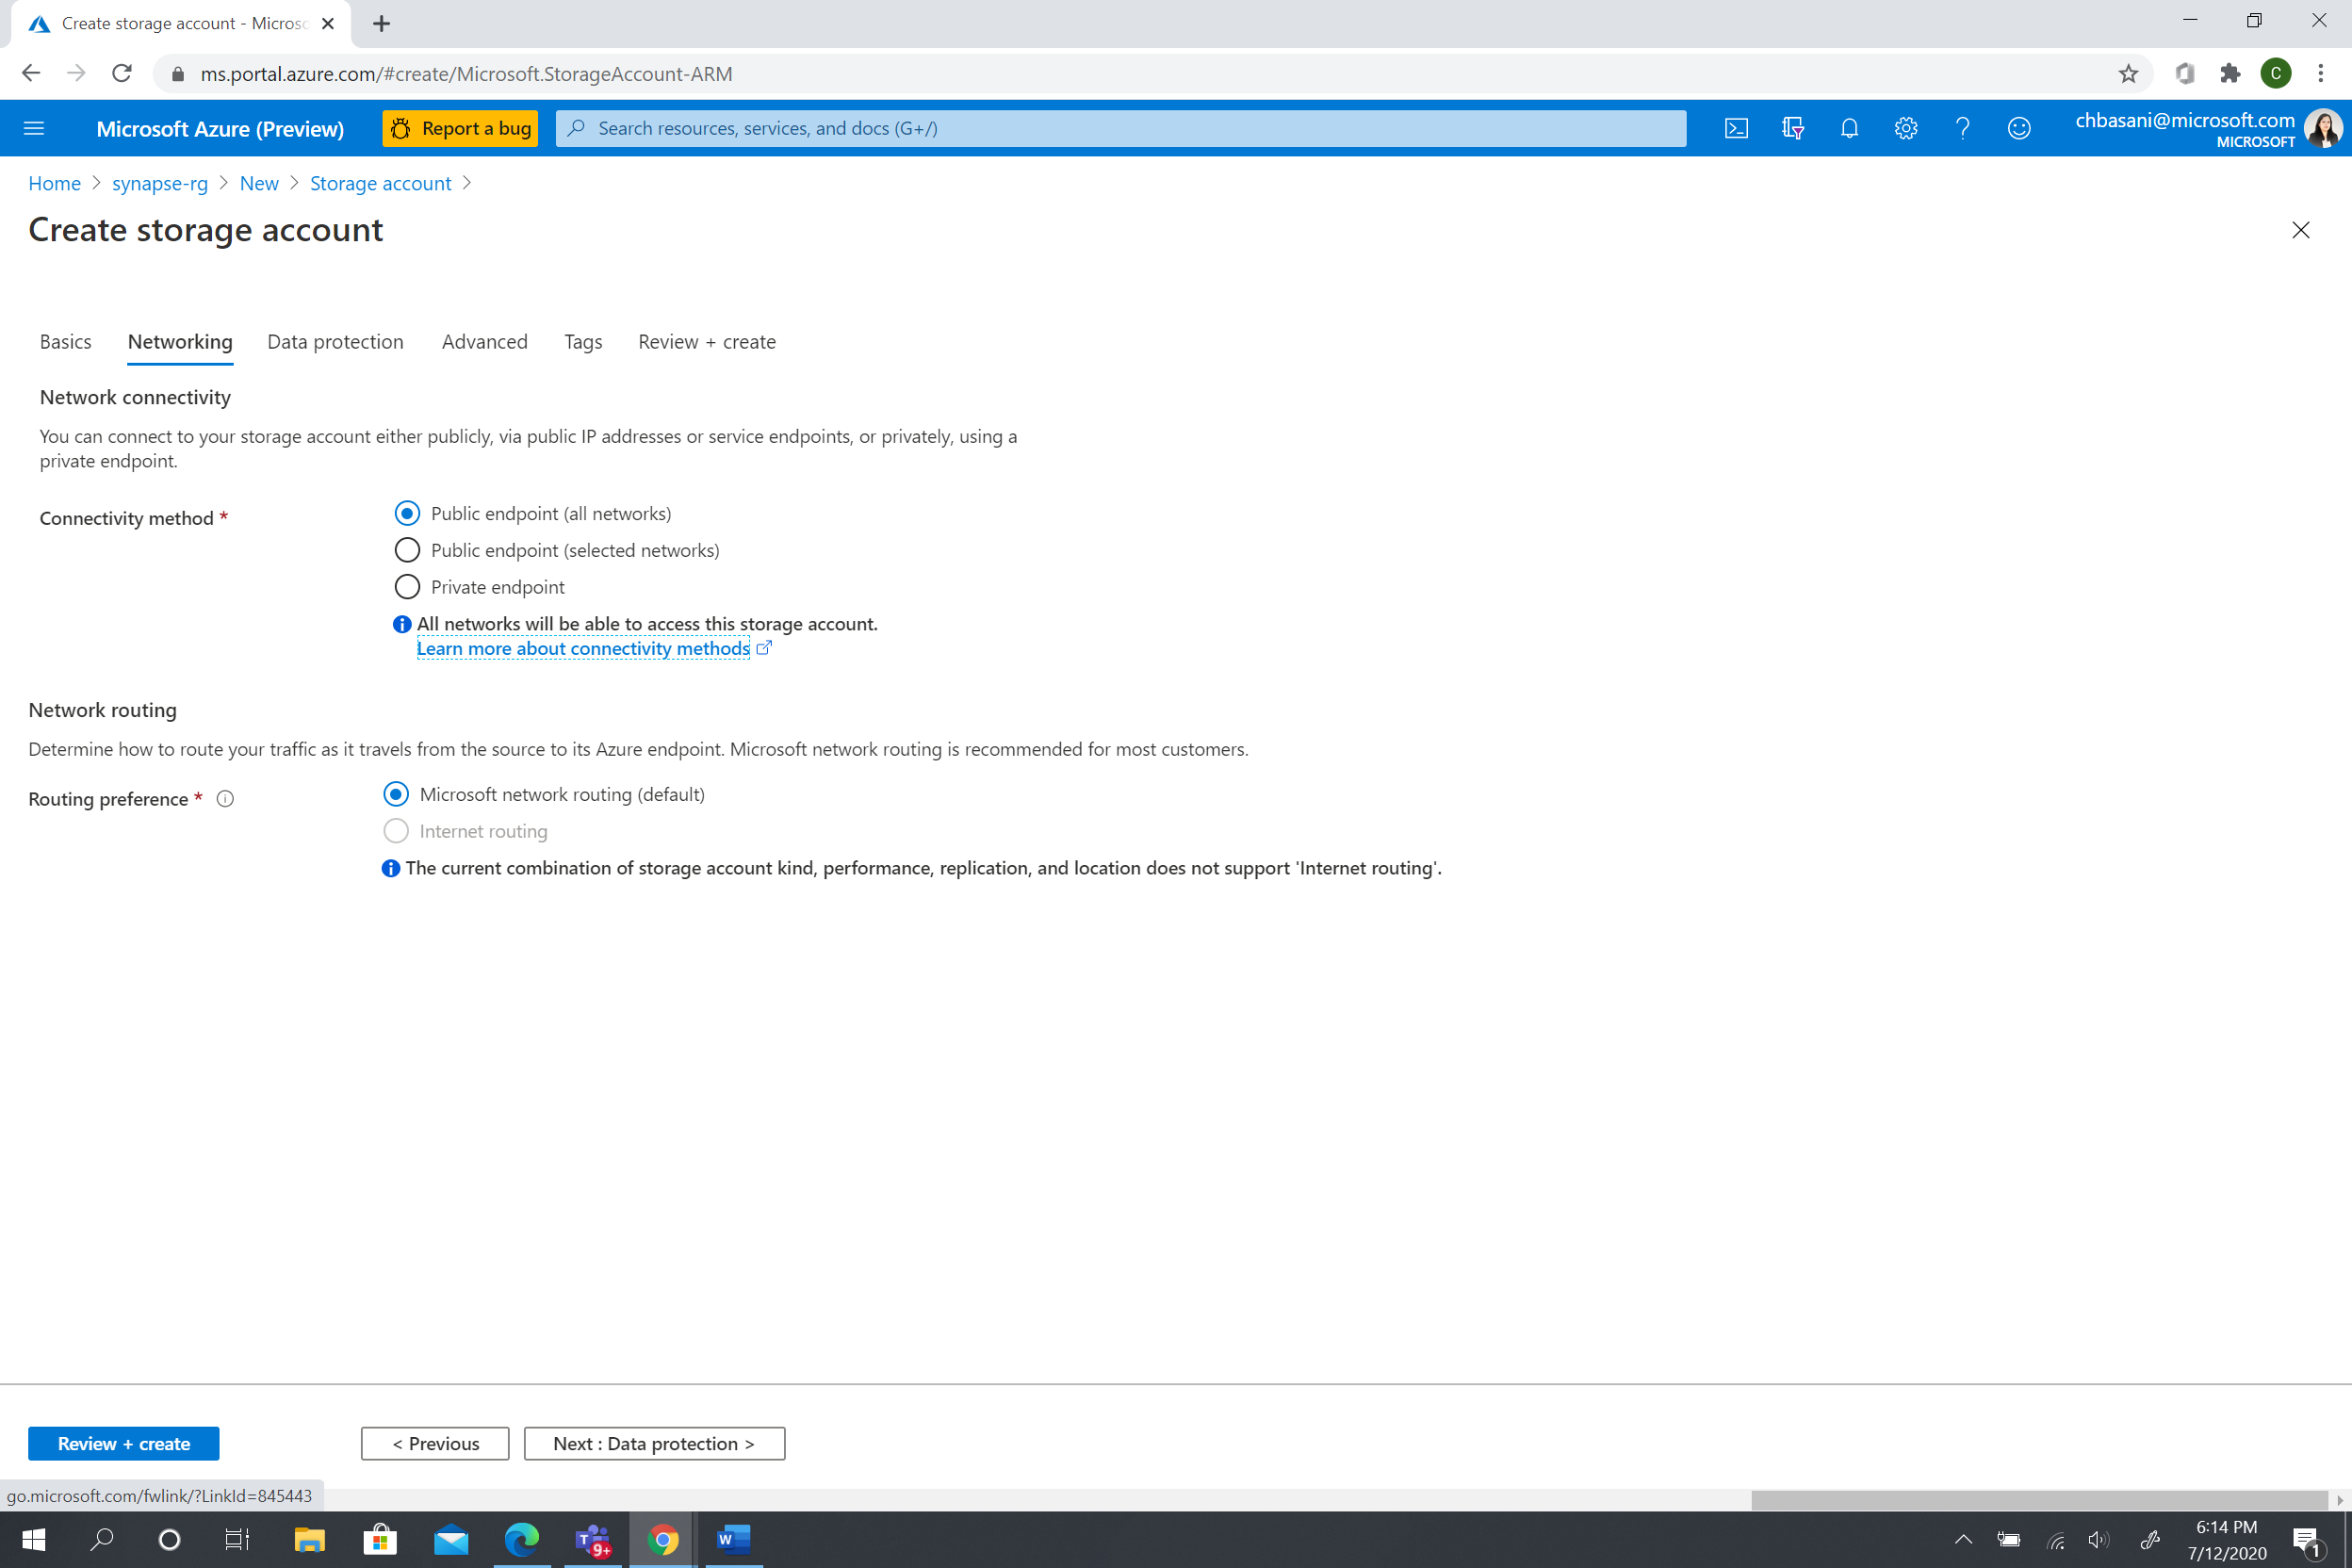 Create storage account - Micros
ms.portal.azure.com/#create/Microsoft.StorageAccount-ARM
C
Microsoft Azure (Preview)
Report a bug
Search resources, services, and docs (G+/)
chbasani@microsoft.com
MICROSOFT
Home > synapse-rg > New > Storage account >
Create storage account
Basics Networking Data protection Advanced Tags Review + create
Network connectivity
You can connect to your storage account either publicly, via public IP addresses or service endpoints, or privately, using a
private endpoint.
Connectivity method *
Public endpoint (all networks)
Public endpoint (selected networks)
Private endpoint
All networks will be able to access this storage account.
Learn more about connectivity methods
Network routing
Determine how to route your traffic as it travels from the source to its Azure endpoint. Microsoft network routing is recommended for most customers.
Routing preference *
Microsoft network routing (default)
Internet routing
The current combination of storage account kind, performance, replication, and location does not support 'Internet routing'.
Review + create
< Previous
Next : Data protection >
go.microsoft.com/fwlink/?LinkId=845443
T
9+
W
6:14 PM
7/12/2020
1